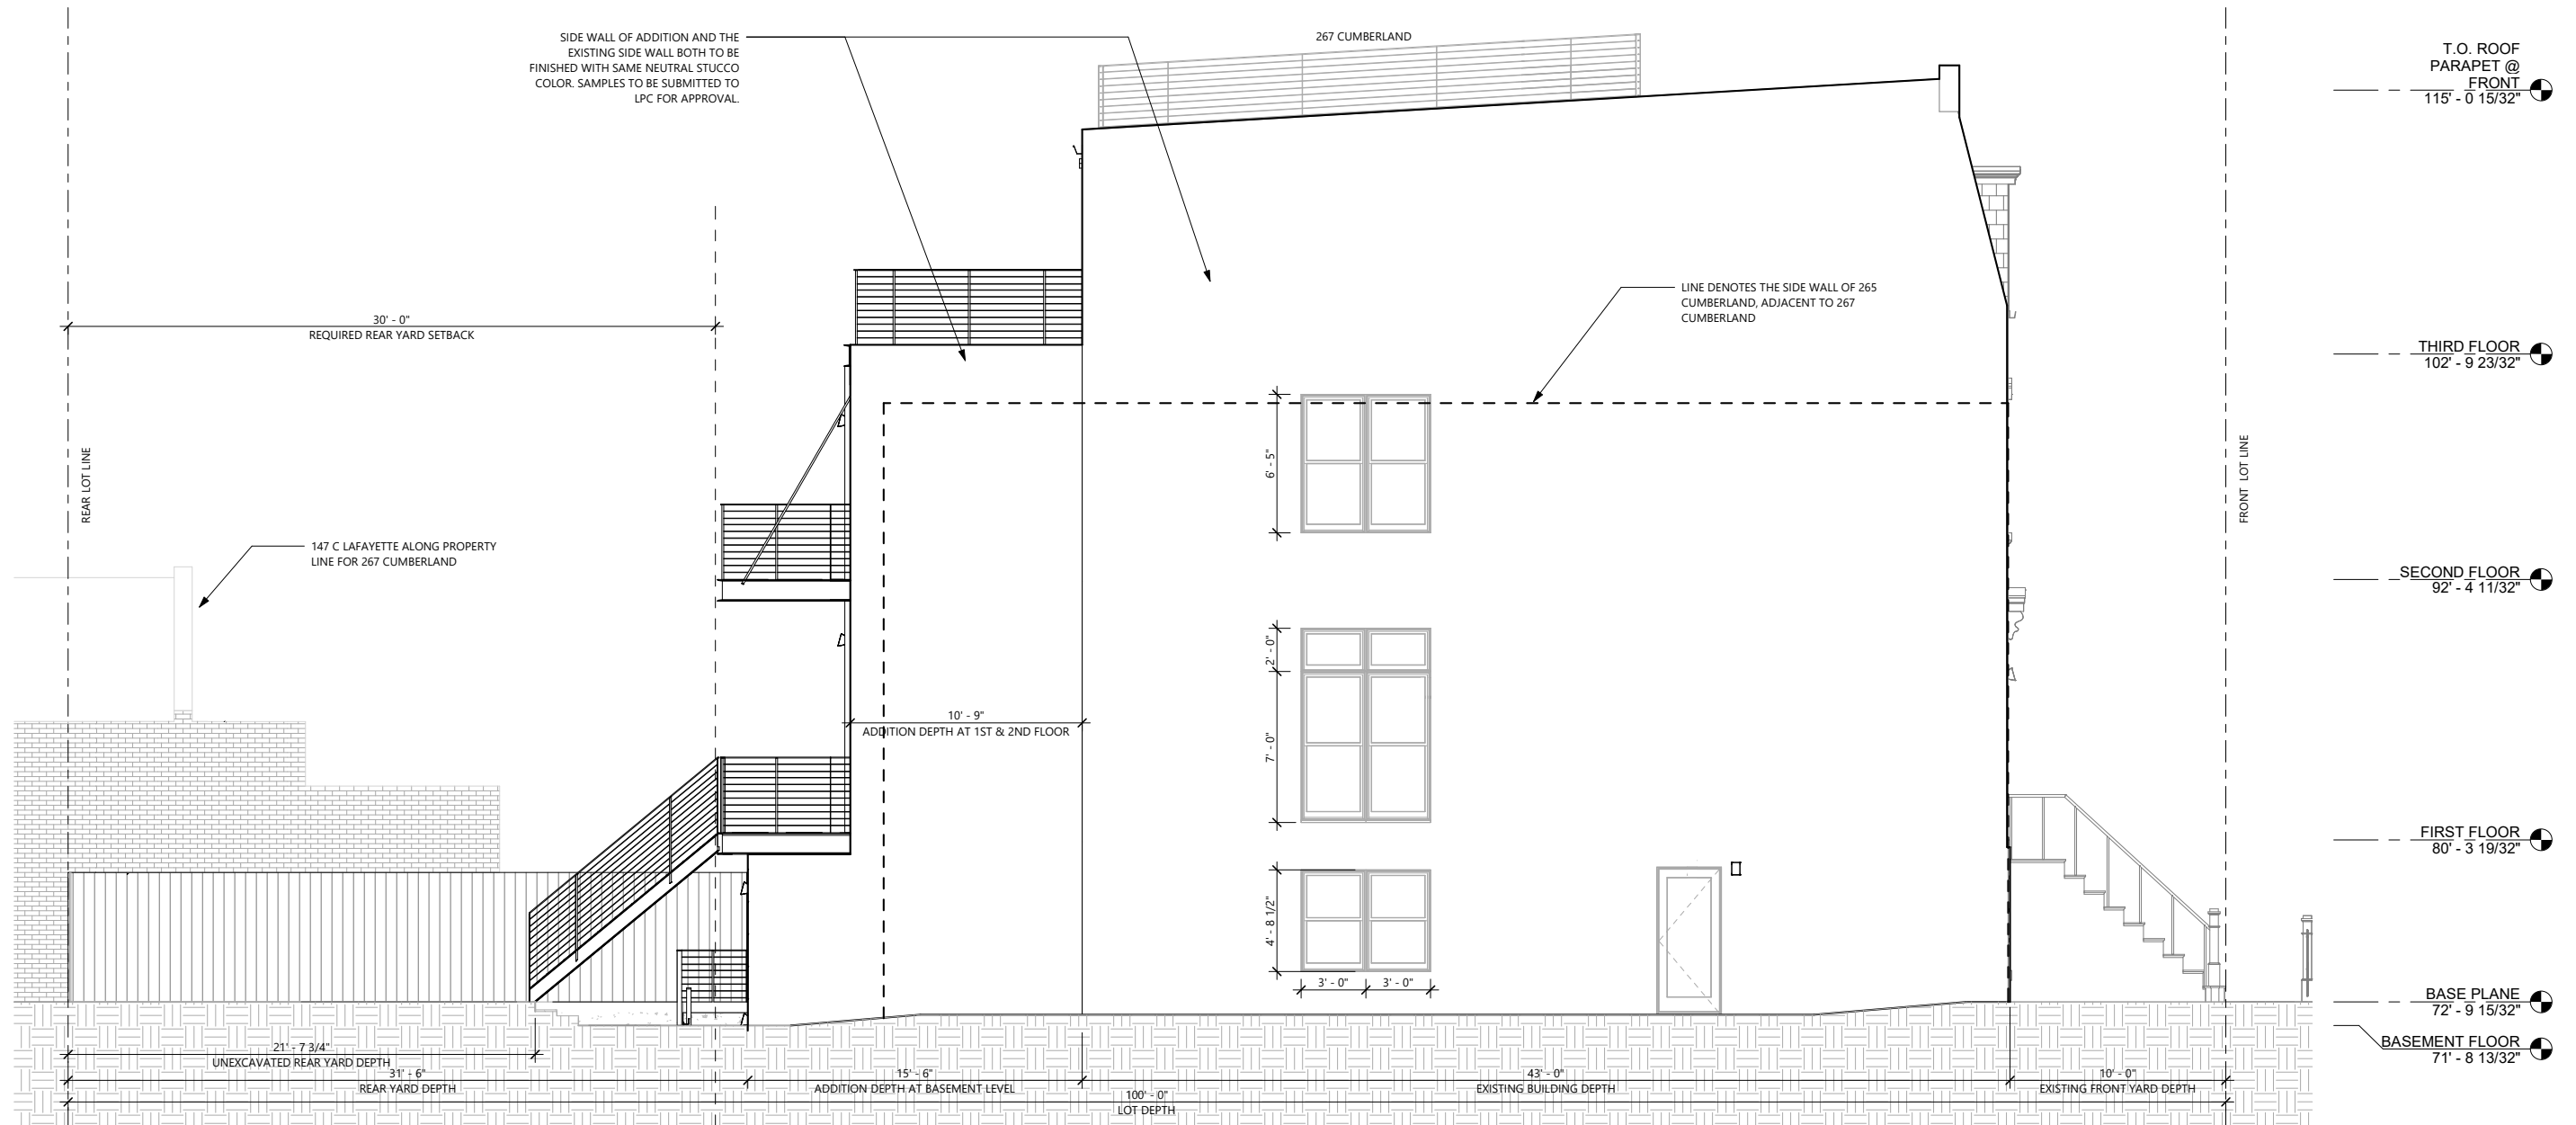 SIDE WALL OF ADDITION AND THE
EXISTING SIDE WALL BOTH TO BE
FINISHED WITH SAME NEUTRAL STUCCO
COLOR. SAMPLES TO BE SUBMITTED TO
LPC FOR APPROVAL.
267 CUMBERLAND
T.O. ROOF
PARAPET @
FRONT
115' - 0 15/32"
LINE DENOTES THE SIDE WALL OF 265
CUMBERLAND, ADJACENT TO 267
CUMBERLAND
30' - 0"
REQUIRED REAR YARD SETBACK
THIRD FLOOR
102' - 9 23/32"
REAR LOT LINE
FRONT LOT LINE
6' - 5"
147 C LAFAYETTE ALONG PROPERTY
LINE FOR 267 CUMBERLAND
SECOND FLOOR
92' - 4 11/32"
2' - 0"
7' - 0"
10' - 9"
ADDITION DEPTH AT 1ST & 2ND FLOOR
FIRST FLOOR
80' - 3 19/32"
4' - 8 1/2"
3' - 0"
3' - 0"
BASE PLANE
72' - 9 15/32"
BASEMENT FLOOR
71' - 8 13/32"
21' - 7 3/4"
UNEXCAVATED REAR YARD DEPTH
31' - 6"
REAR YARD DEPTH
15' - 6"
ADDITION DEPTH AT BASEMENT LEVEL
43' - 0"
EXISTING BUILDING DEPTH
10' - 0"
EXISTING FRONT YARD DEPTH
100' - 0"
LOT DEPTH